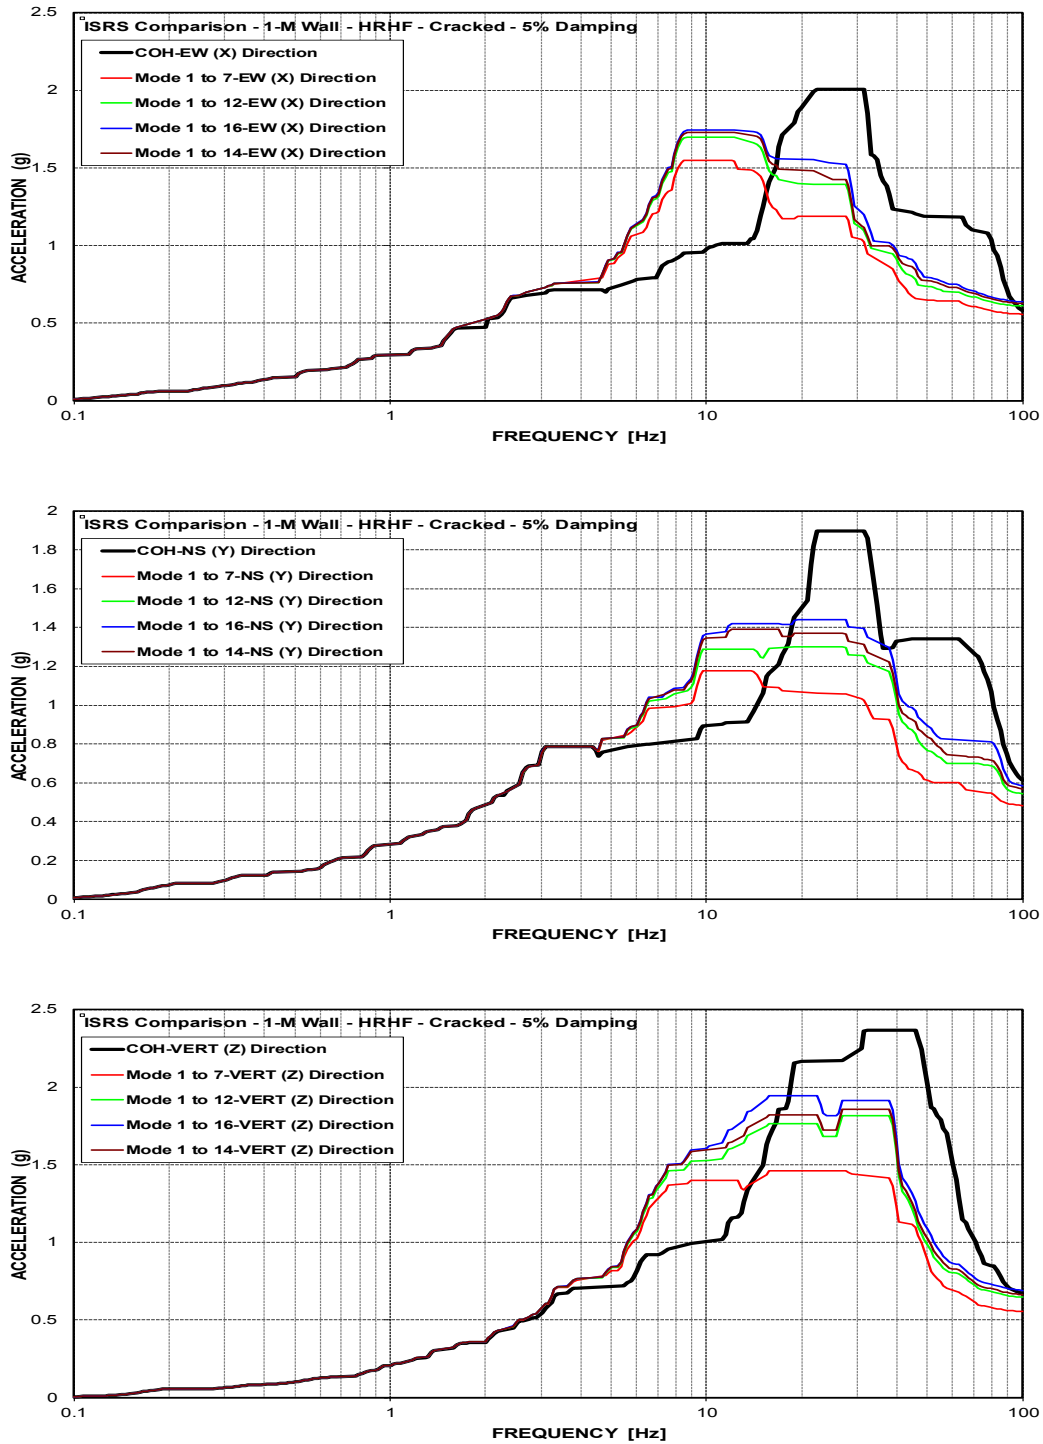 2.5
ISRS Comparison - 1-M Wall - HRHF - Cracked - 5% Damping
COH-EW (X) Direction
Mode 1 to 7-EW (X) Direction
Mode 1 to 12-EW (X) Direction
Mode 1 to 16-EW (X) Direction
Mode 1 to 14-EW (X) Direction
2
1.5
1
0.5
0
ACCELERATION (g)
0.1 1 10 100
FREQUENCY [Hz]
2
ISRS Comparison - 1-M Wall - HRHF - Cracked - 5% Damping
COH-NS (Y) Direction
Mode 1 to 7-NS (Y) Direction
Mode 1 to 12-NS (Y) Direction
Mode 1 to 16-NS (Y) Direction
Mode 1 to 14-NS (Y) Direction
1.8
1.6
1.4
1.2
1
0.8
0.6
0.4
0.2
0
ACCELERATION (g)
0.1 1 10 100
FREQUENCY [Hz]
2.5
ISRS Comparison - 1-M Wall - HRHF - Cracked - 5% Damping
COH-VERT (Z) Direction
Mode 1 to 7-VERT (Z) Direction
Mode 1 to 12-VERT (Z) Direction
Mode 1 to 16-VERT (Z) Direction
Mode 1 to 14-VERT (Z) Direction
2
1.5
1
0.5
0
ACCELERATION (g)
0.1 1 10 100
FREQUENCY [Hz]